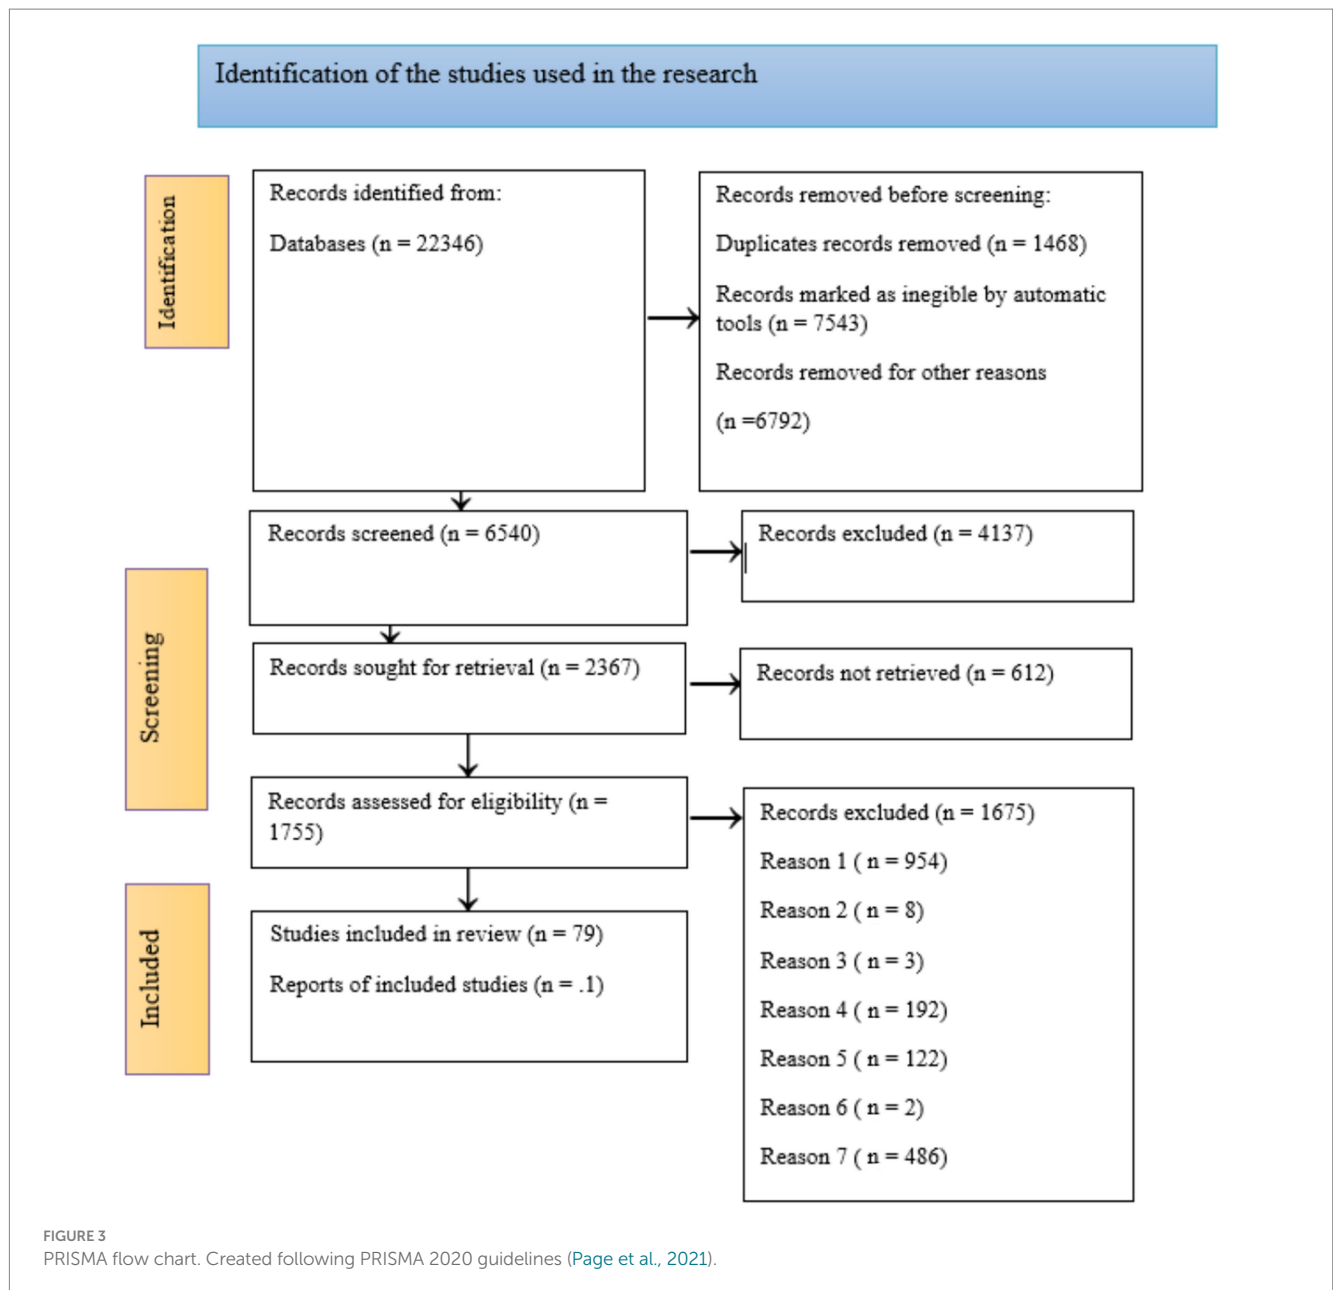 Identification of the studies used in the research
Identification
Records identified from:
Databases (n = 22346)
Records removed before screening:
Duplicates records removed (n = 1468)
Records marked as inegible by automatic
tools (n = 7543)
Records removed for other reasons
(n =6792)
Screening
Records screened (n = 6540)
Records excluded (n = 4137)
Records sought for retrieval (n = 2367)
Records not retrieved (n = 612)
Records assessed for eligibility (n =
1755)
Records excluded (n = 1675)
Reason 1 ( n = 954)
Reason 2 ( n = 8)
Reason 3 ( n = 3)
Reason 4 ( n = 192)
Reason 5 ( n = 122)
Reason 6 ( n = 2)
Reason 7 ( n = 486)
Included
Studies included in review (n = 79)
Reports of included studies (n = .1)
FIGURE 3
PRISMA flow chart. Created following PRISMA 2020 guidelines (Page et al., 2021).